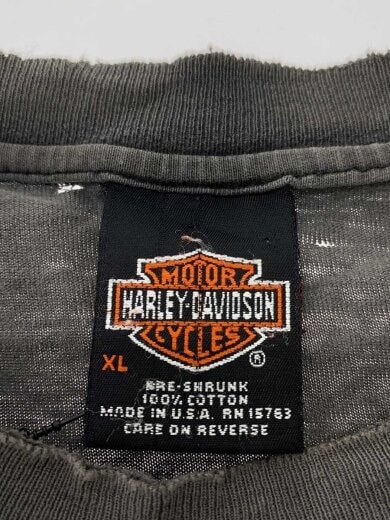 MOTOR
HARLEY-DAVIDSON
CYCLES
®
XL
PRE-SHRUNK
100% COTTON
MADE IN U.S.A. RN 15763
CARE ON REVERSE